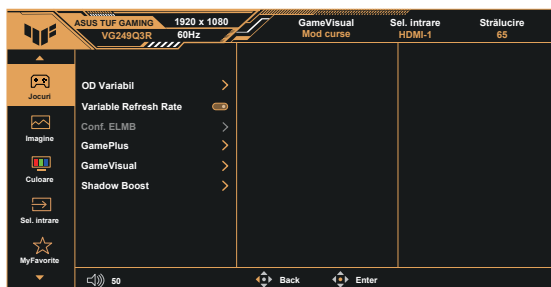 ASUS TUF GAMING 1920 x 1080 GameVisual Sel. intrare Strălucire
VG249Q3R 60Hz Mod curse HDMI-1 65
Jocuri
Imagine
Culoare
Sel. intrare
MyFavorite
OD Variabil
Variable Refresh Rate
Conf. ELMB
GamePlus
GameVisual
Shadow Boost
50 Back Enter